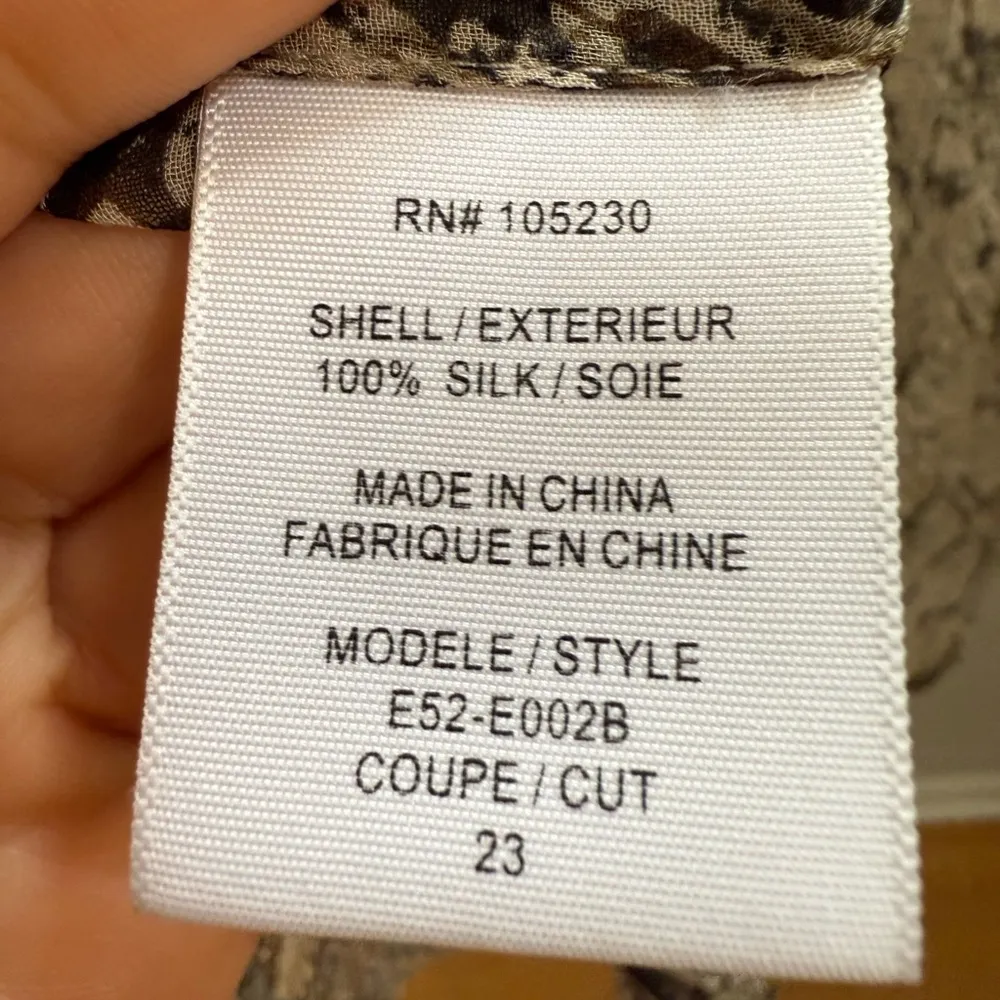 RN# 105230
SHELL / EXTERIEUR
100% SILK / SOIE
MADE IN CHINA
FABRIQUE EN CHINE
MODELE / STYLE
E52-E002B
COUPE / CUT
23